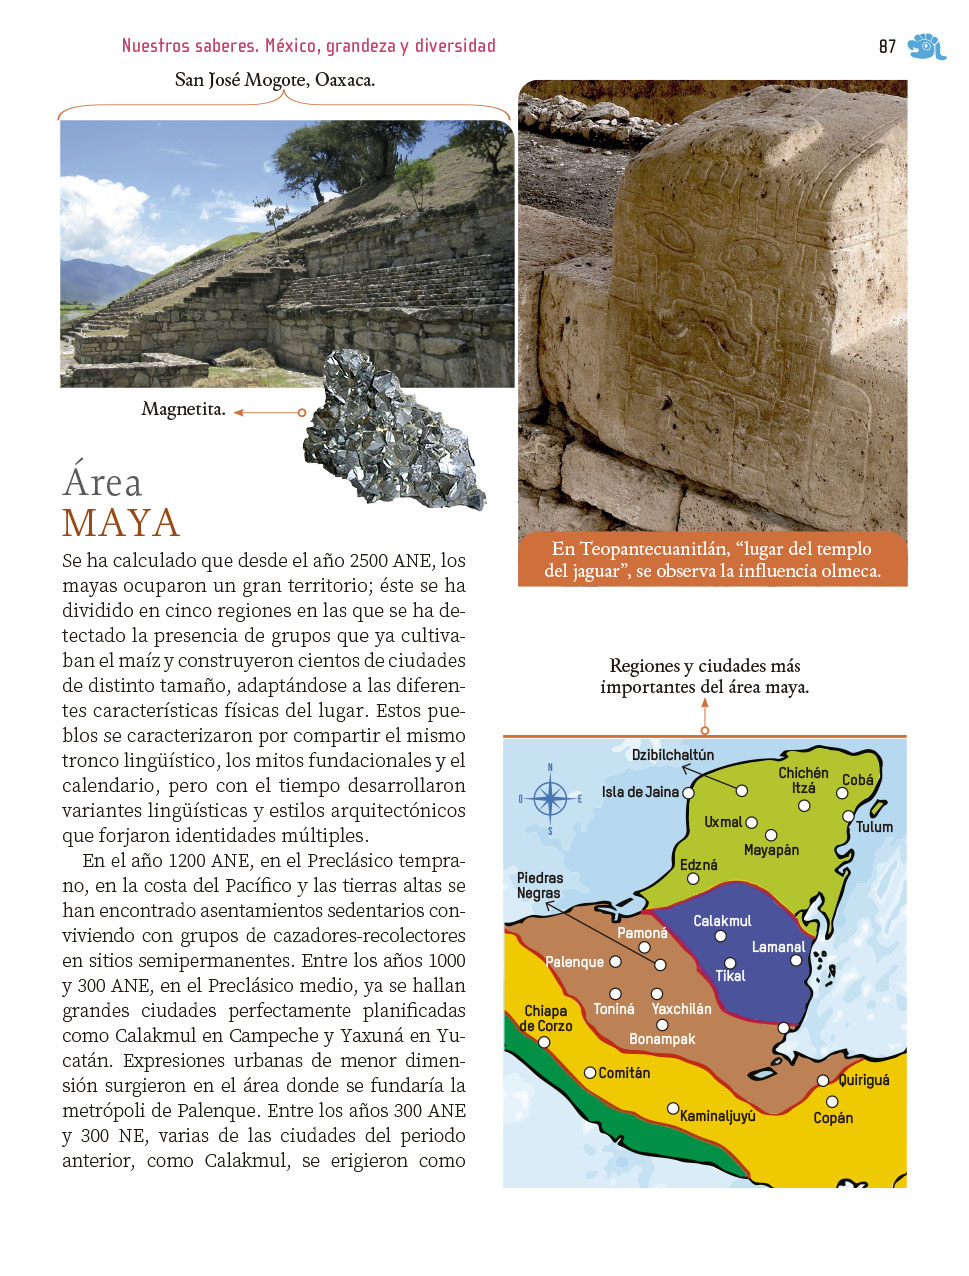 Nuestros saberes. México, grandeza y diversidad
87
San José Mogote, Oaxaca.
Magnetita.
En Teopantecuanitlán, “lugar del templo
del jaguar”, se observa la influencia olmeca.
Área
MAYA
Se ha calculado que desde el año 2500 ANE, los
mayas ocuparon un gran territorio; éste se ha
dividido en cinco regiones en las que se ha de-
tectado la presencia de grupos que ya cultiva-
ban el maíz y construyeron cientos de ciudades
de distinto tamaño, adaptándose a las diferen-
tes características físicas del lugar. Estos pue-
blos se caracterizaron por compartir el mismo
tronco lingüístico, los mitos fundacionales y el
calendario, pero con el tiempo desarrollaron
variantes lingüísticas y estilos arquitectónicos
que forjaron identidades múltiples.
En el año 1200 ANE, en el Preclásico tempra-
no, en la costa del Pacífico y las tierras altas se
han encontrado asentamientos sedentarios con-
viviendo con grupos de cazadores-recolectores
en sitios semipermanentes. Entre los años 1000
y 300 ANE, en el Preclásico medio, ya se hallan
grandes ciudades perfectamente planificadas
como Calakmul en Campeche y Yaxuná en Yu-
catán. Expresiones urbanas de menor dimen-
sión surgieron en el área donde se fundaría la
metrópoli de Palenque. Entre los años 300 ANE
y 300 NE, varias de las ciudades del periodo
anterior, como Calakmul, se erigieron como
Regiones y ciudades más
importantes del área maya.
N
O
E
S
Dzibilchaltún
Isla de Jaina
Chichén
Itzá
Cobá
Uxmal
Tulum
Mayapán
Edzná
Piedras
Negras
Calakmul
Pamoná
Lamanal
Palenque
Tikal
Toniná
Yaxchilán
Chiapa
de Corzo
Bonampak
Comitán
Quiriguá
Kaminaljuyú
Copán